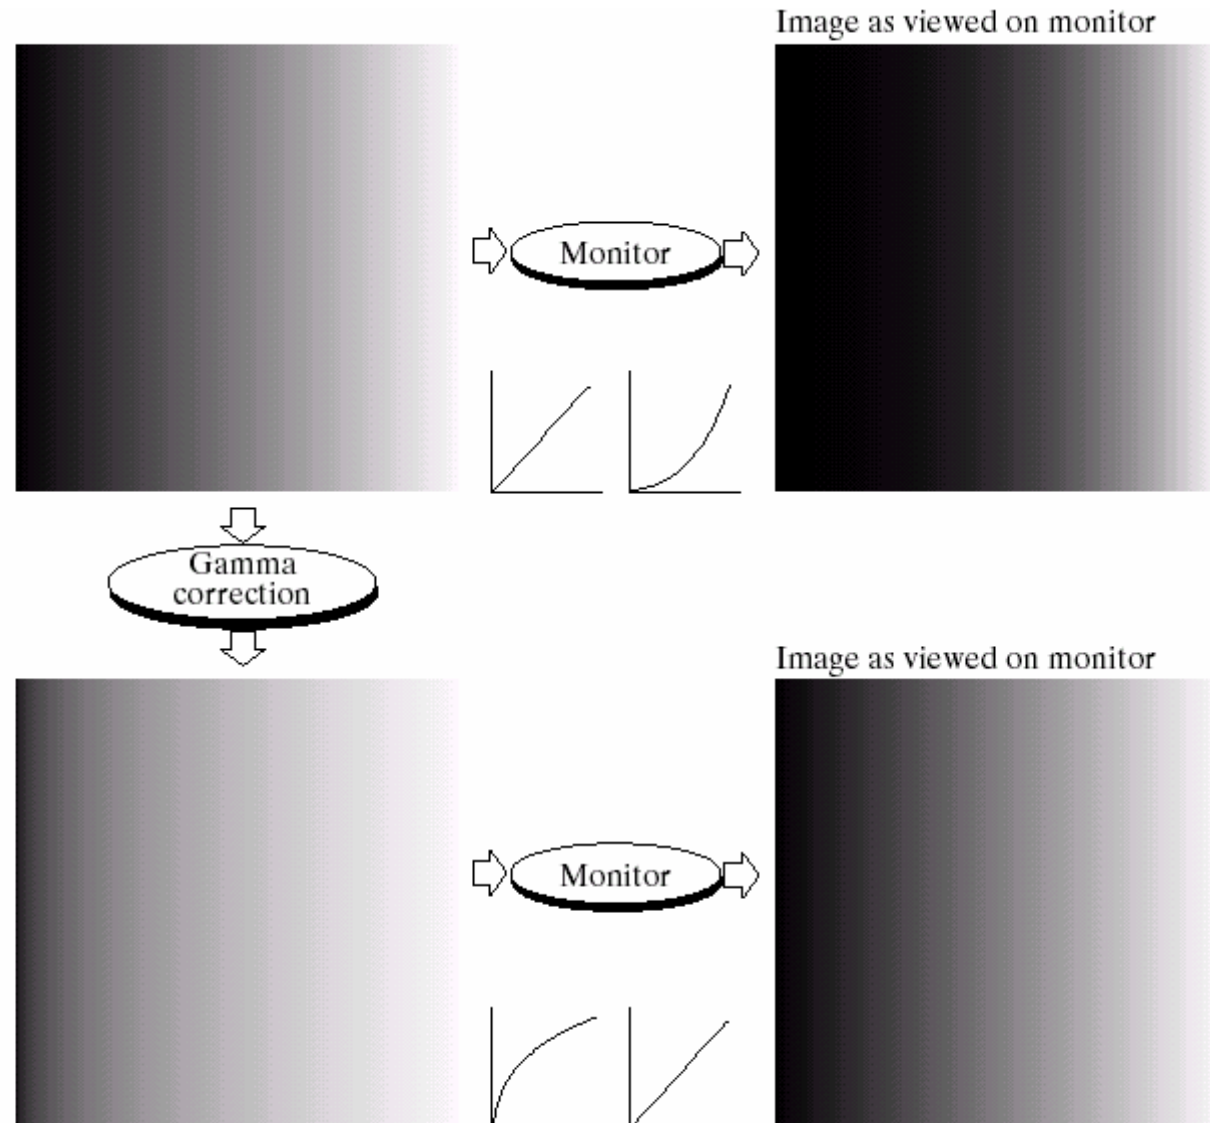 Image as viewed on monitor
Monitor
Gamma
correction
Image as viewed on monitor
Monitor